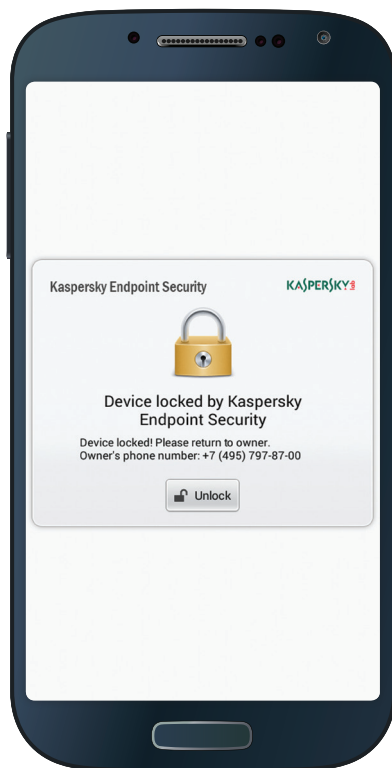 Kaspersky Endpoint Security
KASPERSKY lab
Device locked by Kaspersky
Endpoint Security
Device locked! Please return to owner.
Owner's phone number: +7 (495) 797-87-00
Unlock